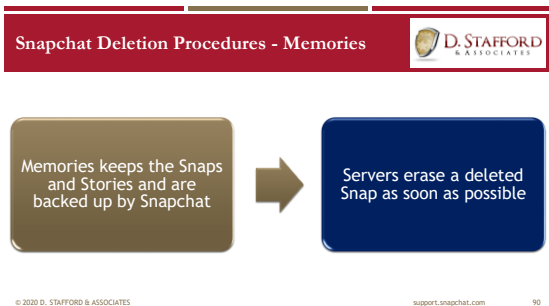 Snapchat Deletion Procedures - Memories
D. STAFFORD
& ASSOCIATES
Memories keeps the Snaps
and Stories and are
backed up by Snapchat
Servers erase a deleted
Snap as soon as possible
© 2020 D. STAFFORD & ASSOCIATES
support.snapchat.com
90